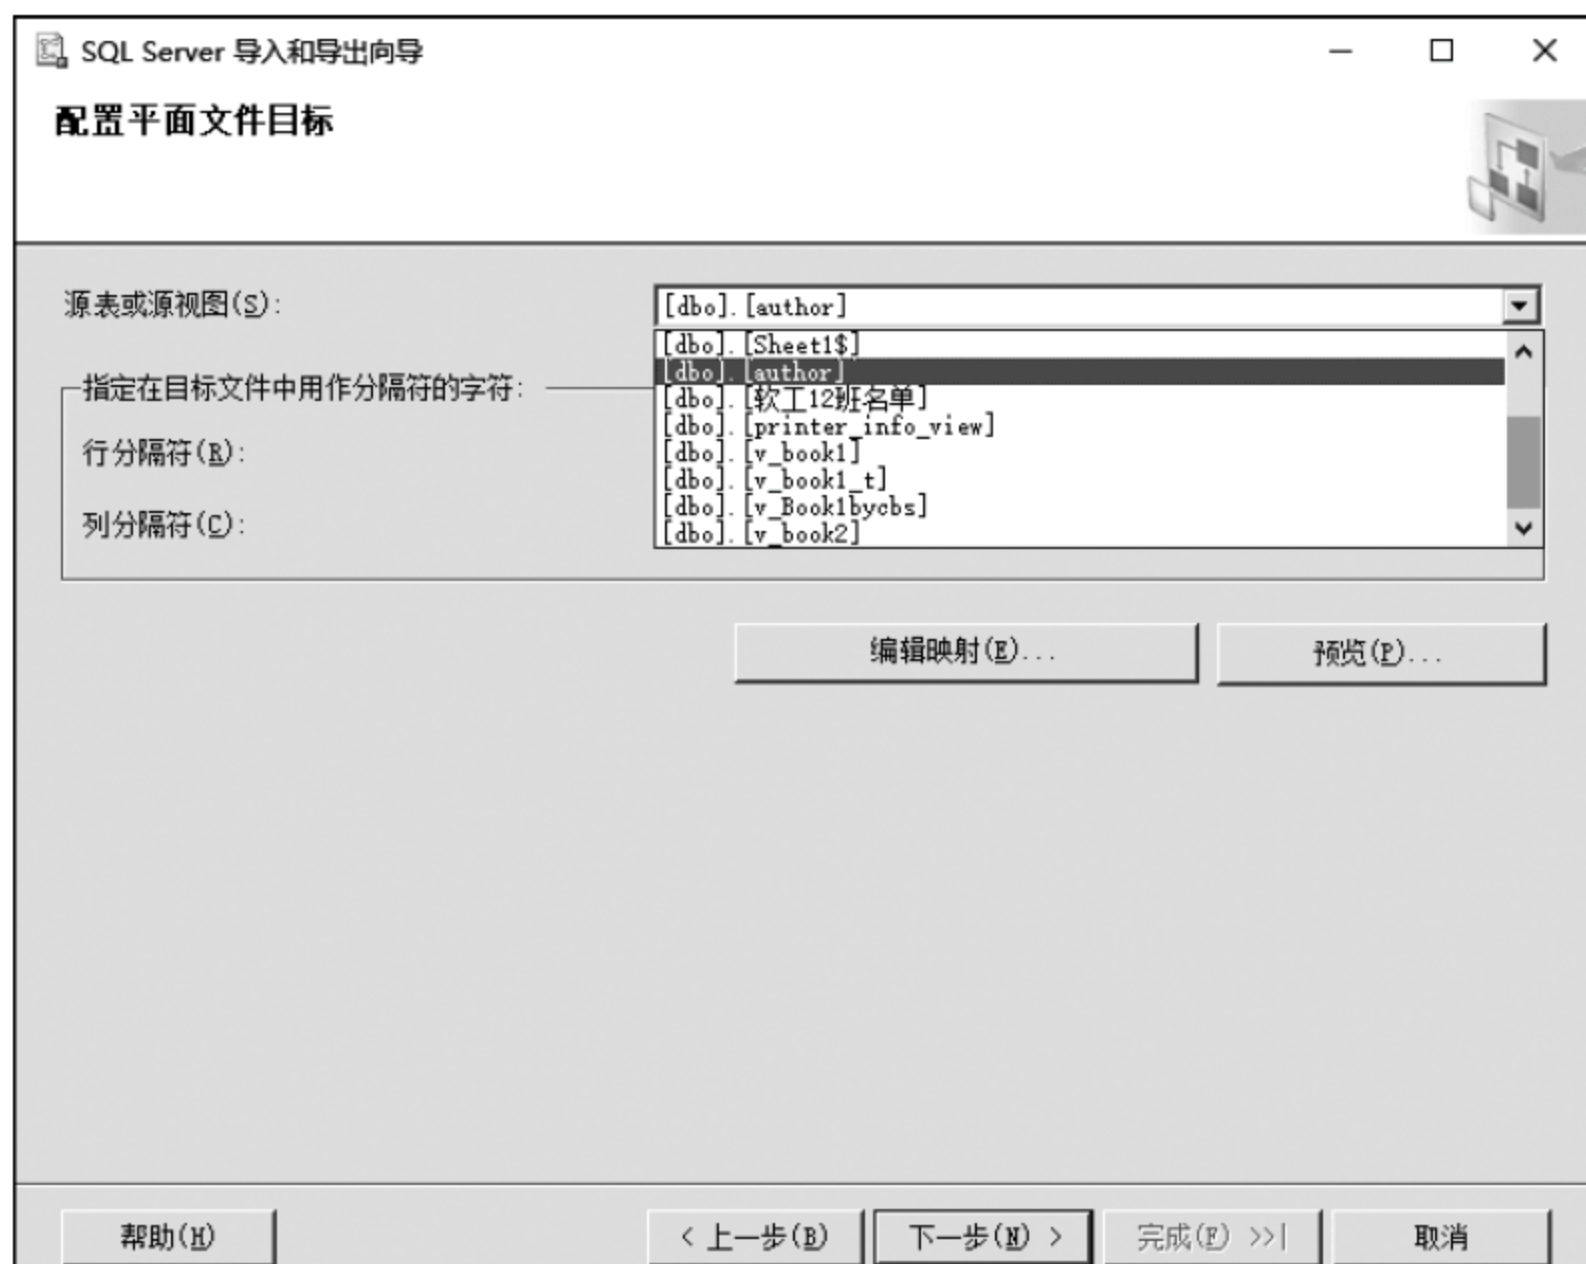 SQL Server 导入和导出向导
配置平面文件目标
源表或源视图(S):
[dbo].[author]
[dbo].[Sheet1$]
[dbo].[author]
[dbo].[软工12班名单]
[dbo].[printer_info_view]
[dbo].[v_book1]
[dbo].[v_book1_t]
[dbo].[v_Book1bycbs]
[dbo].[v_book2]
指定在目标文件中用作分隔符的字符:
行分隔符(R):
列分隔符(C):
编辑映射(E)...
预览(P)...
帮助(H)
< 上一步(B)
下一步(N) >
完成(F) >>|
取消